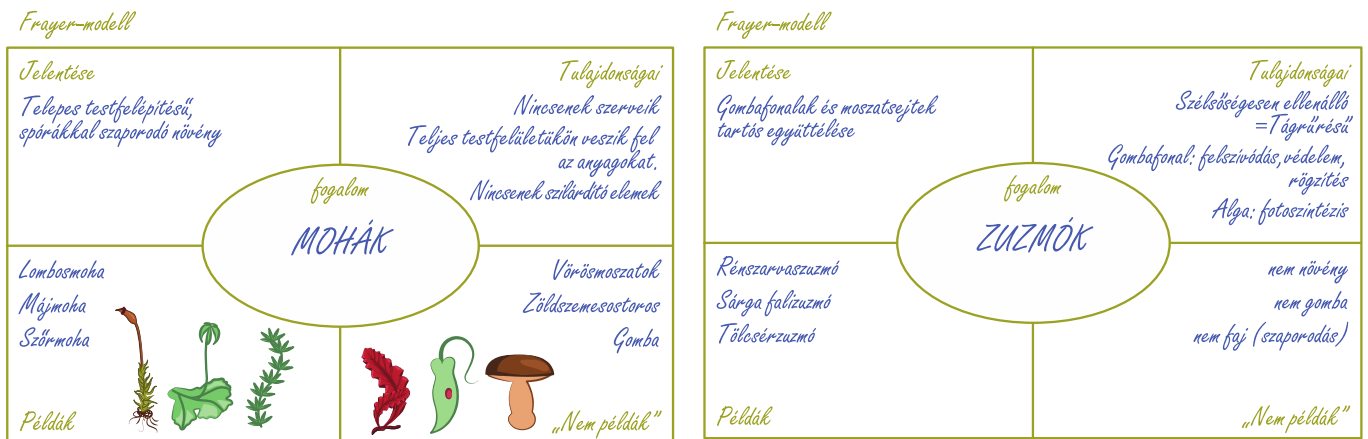 Frayer–modell
Jelentése
Telepes testfelépítésű,
spórákkal szaporodó növény
Tulajdonságai
Nincsenek szerveik
Teljes testfelületükön veszik fel
az anyagokat.
Nincsenek szilárdító elemek
fogalom
MOHÁK
Lombosmoha
Májmoha
Szőrmoha
Példák
Vörösmoszatok
Zöldszemesostoros
Gomba
„Nem példák”
Frayer–modell
Jelentése
Gombafonalak és moszatsejtek
tartós együttélése
Tulajdonságai
Szélsőségesen ellenálló
=Tágrűrésű
Gombafonal: felszívódás,védelem,
rögzítés
Alga: fotoszintézis
fogalom
ZUZMÓK
Rénszarvaszuzmó
Sárga falizuzmó
Tölcsérzuzmó
Példák
nem növény
nem gomba
nem faj (szaporodás)
„Nem példák”